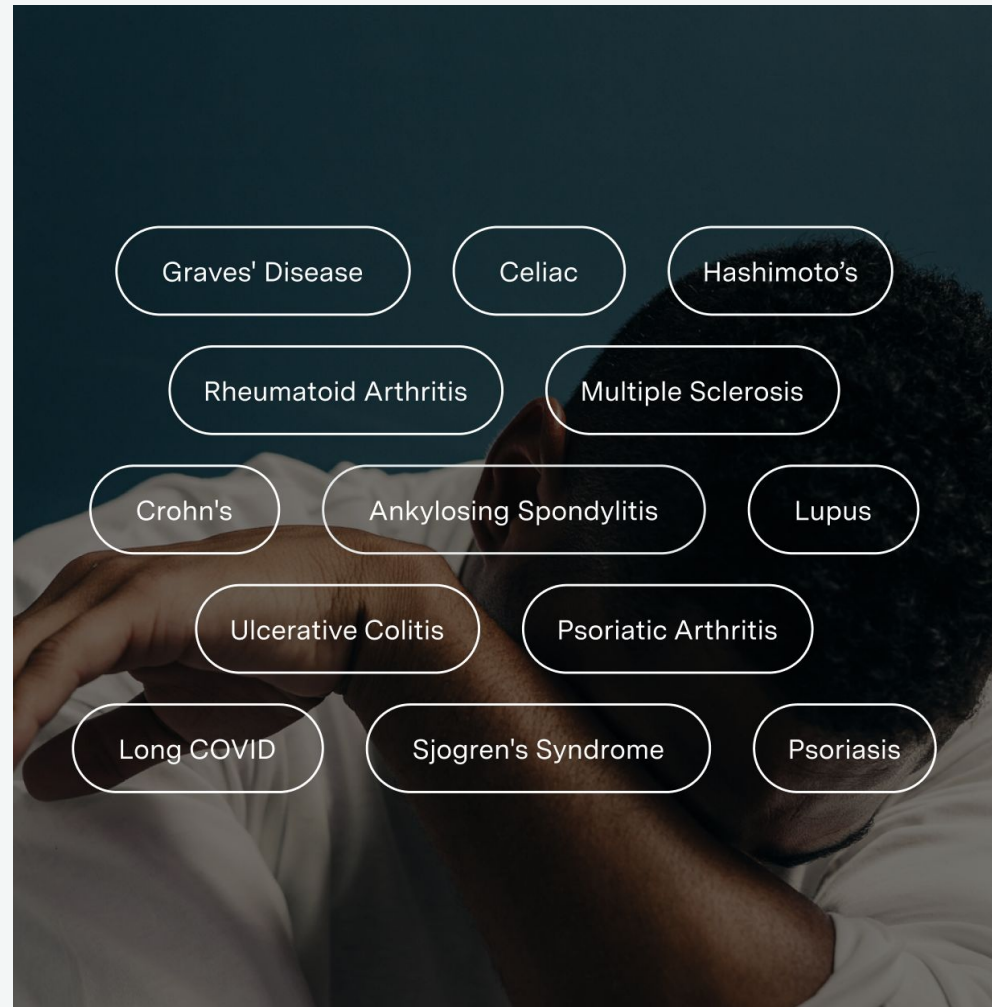 Graves' Disease Celiac Hashimoto’s
Rheumatoid Arthritis Multiple Sclerosis
Crohn's Ankylosing Spondylitis Lupus
Ulcerative Colitis Psoriatic Arthritis
Long COVID Sjogren's Syndrome Psoriasis